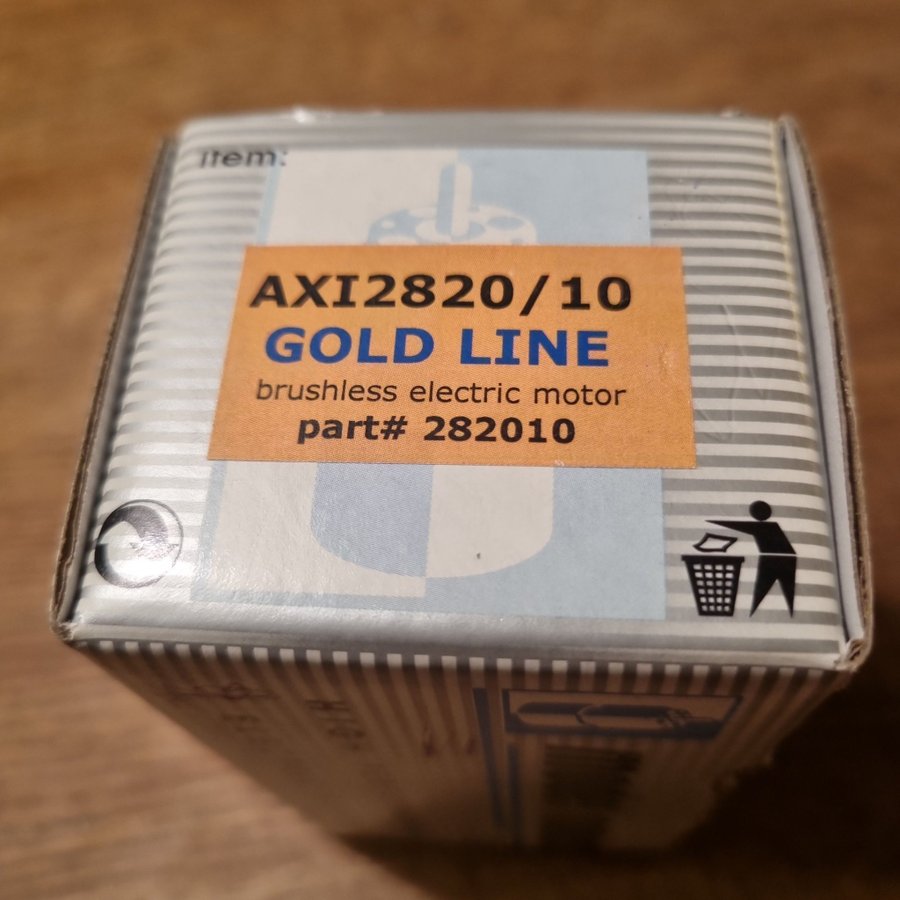 item:
AXI2820/10
GOLD LINE
brushless electric motor
part# 282010